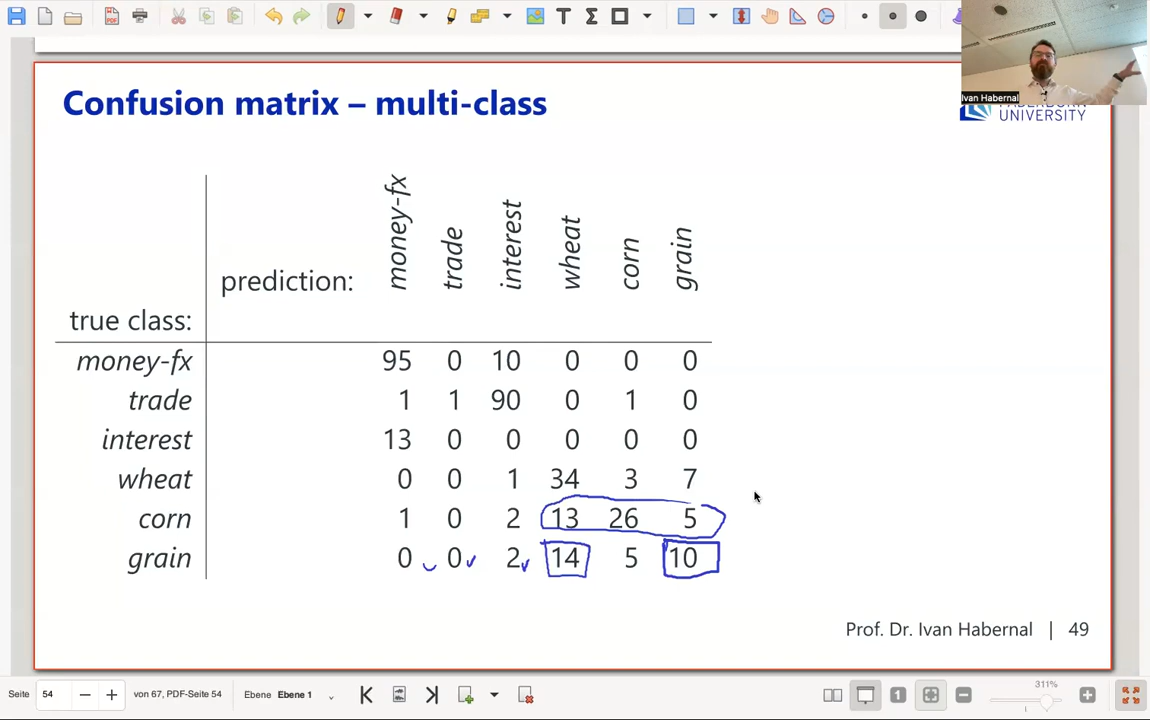 Ivan Habernal
Confusion matrix – multi-class
UNIVERSITY
prediction: money-fx trade interest wheat corn grain
true class:
money-fx 95 0 10 0 0 0
trade 1 1 90 0 1 0
interest 13 0 0 0 0 0
wheat 0 0 1 34 3 7
corn 1 0 2 13 26 5
grain 0 0 2 14 5 10
Prof. Dr. Ivan Habernal | 49
Seite 54 von 67, PDF-Seite 54 Ebene Ebene 1 311%